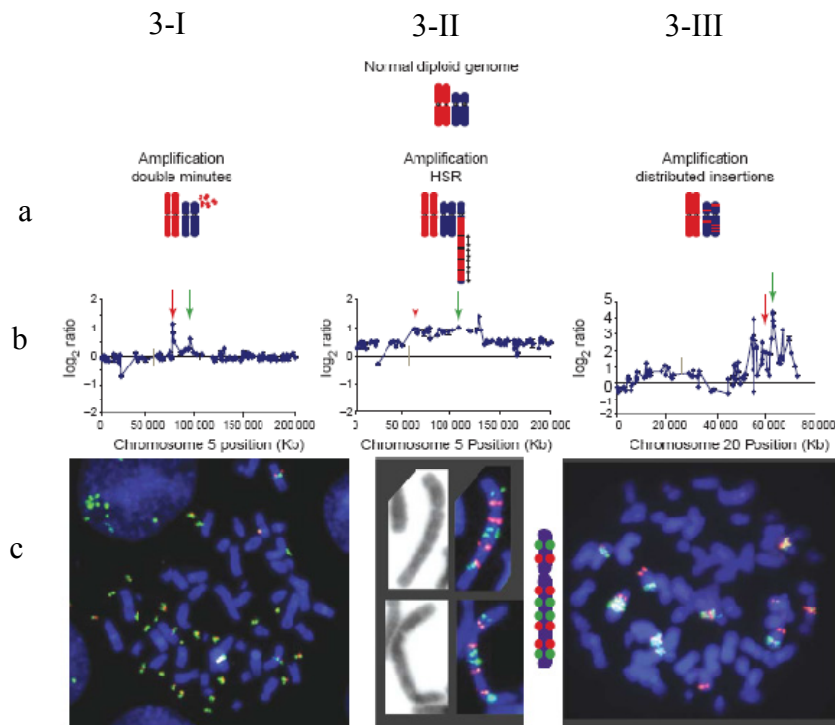 3-I 3-II 3-III
Normal diploid genome
Amplification double minutes
Amplification HSR
Amplification distributed insertions
a
b
log2 ratio
2
1
0
−1
−2
0 50 000 100 000 150 000 200 000
Chromosome 5 position (Kb)
log2 ratio
2
1
0
−1
−2
0 50 000 100 000 150 000 200 000
Chromosome 5 Position (Kb)
log2 ratio
5
4
3
2
1
0
−1
−2
0 20 000 40 000 60 000 80 000
Chromosome 20 Position (Kb)
c